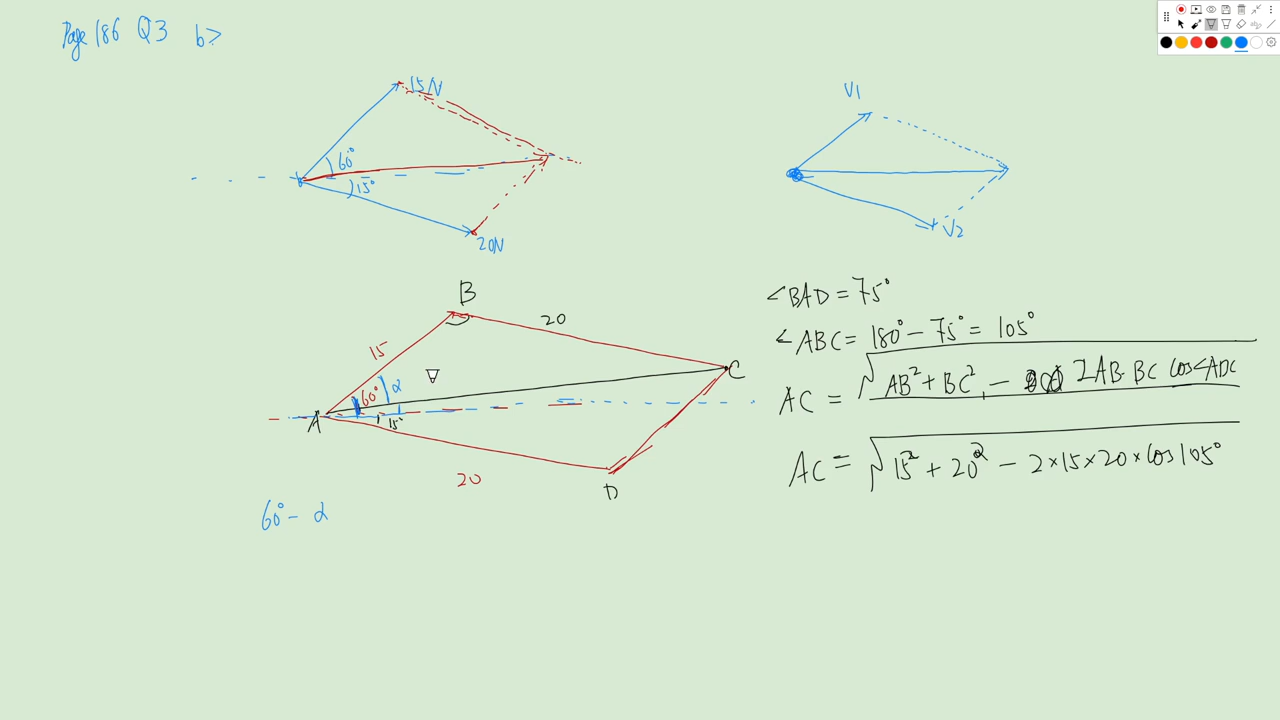 Page 186 Q3 b>
15N
60°
15°
20N
V1
V2
B
20
15
60° α
A
15°
C
20
D
60° - α
<BAD = 75°
<ABC = 180° - 75° = 105°
AC = √AB² + BC² - 2AB·BC cos<ABC
AC = √15² + 20² - 2×15×20×cos105°